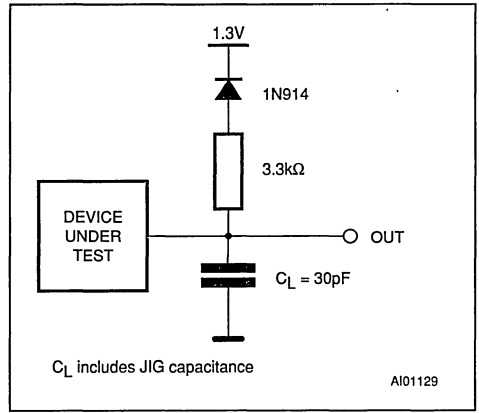 1.3V
1N914
3.3kΩ
DEVICE
UNDER
TEST
OUT
CL = 30pF
CL includes JIG capacitance
AI01129